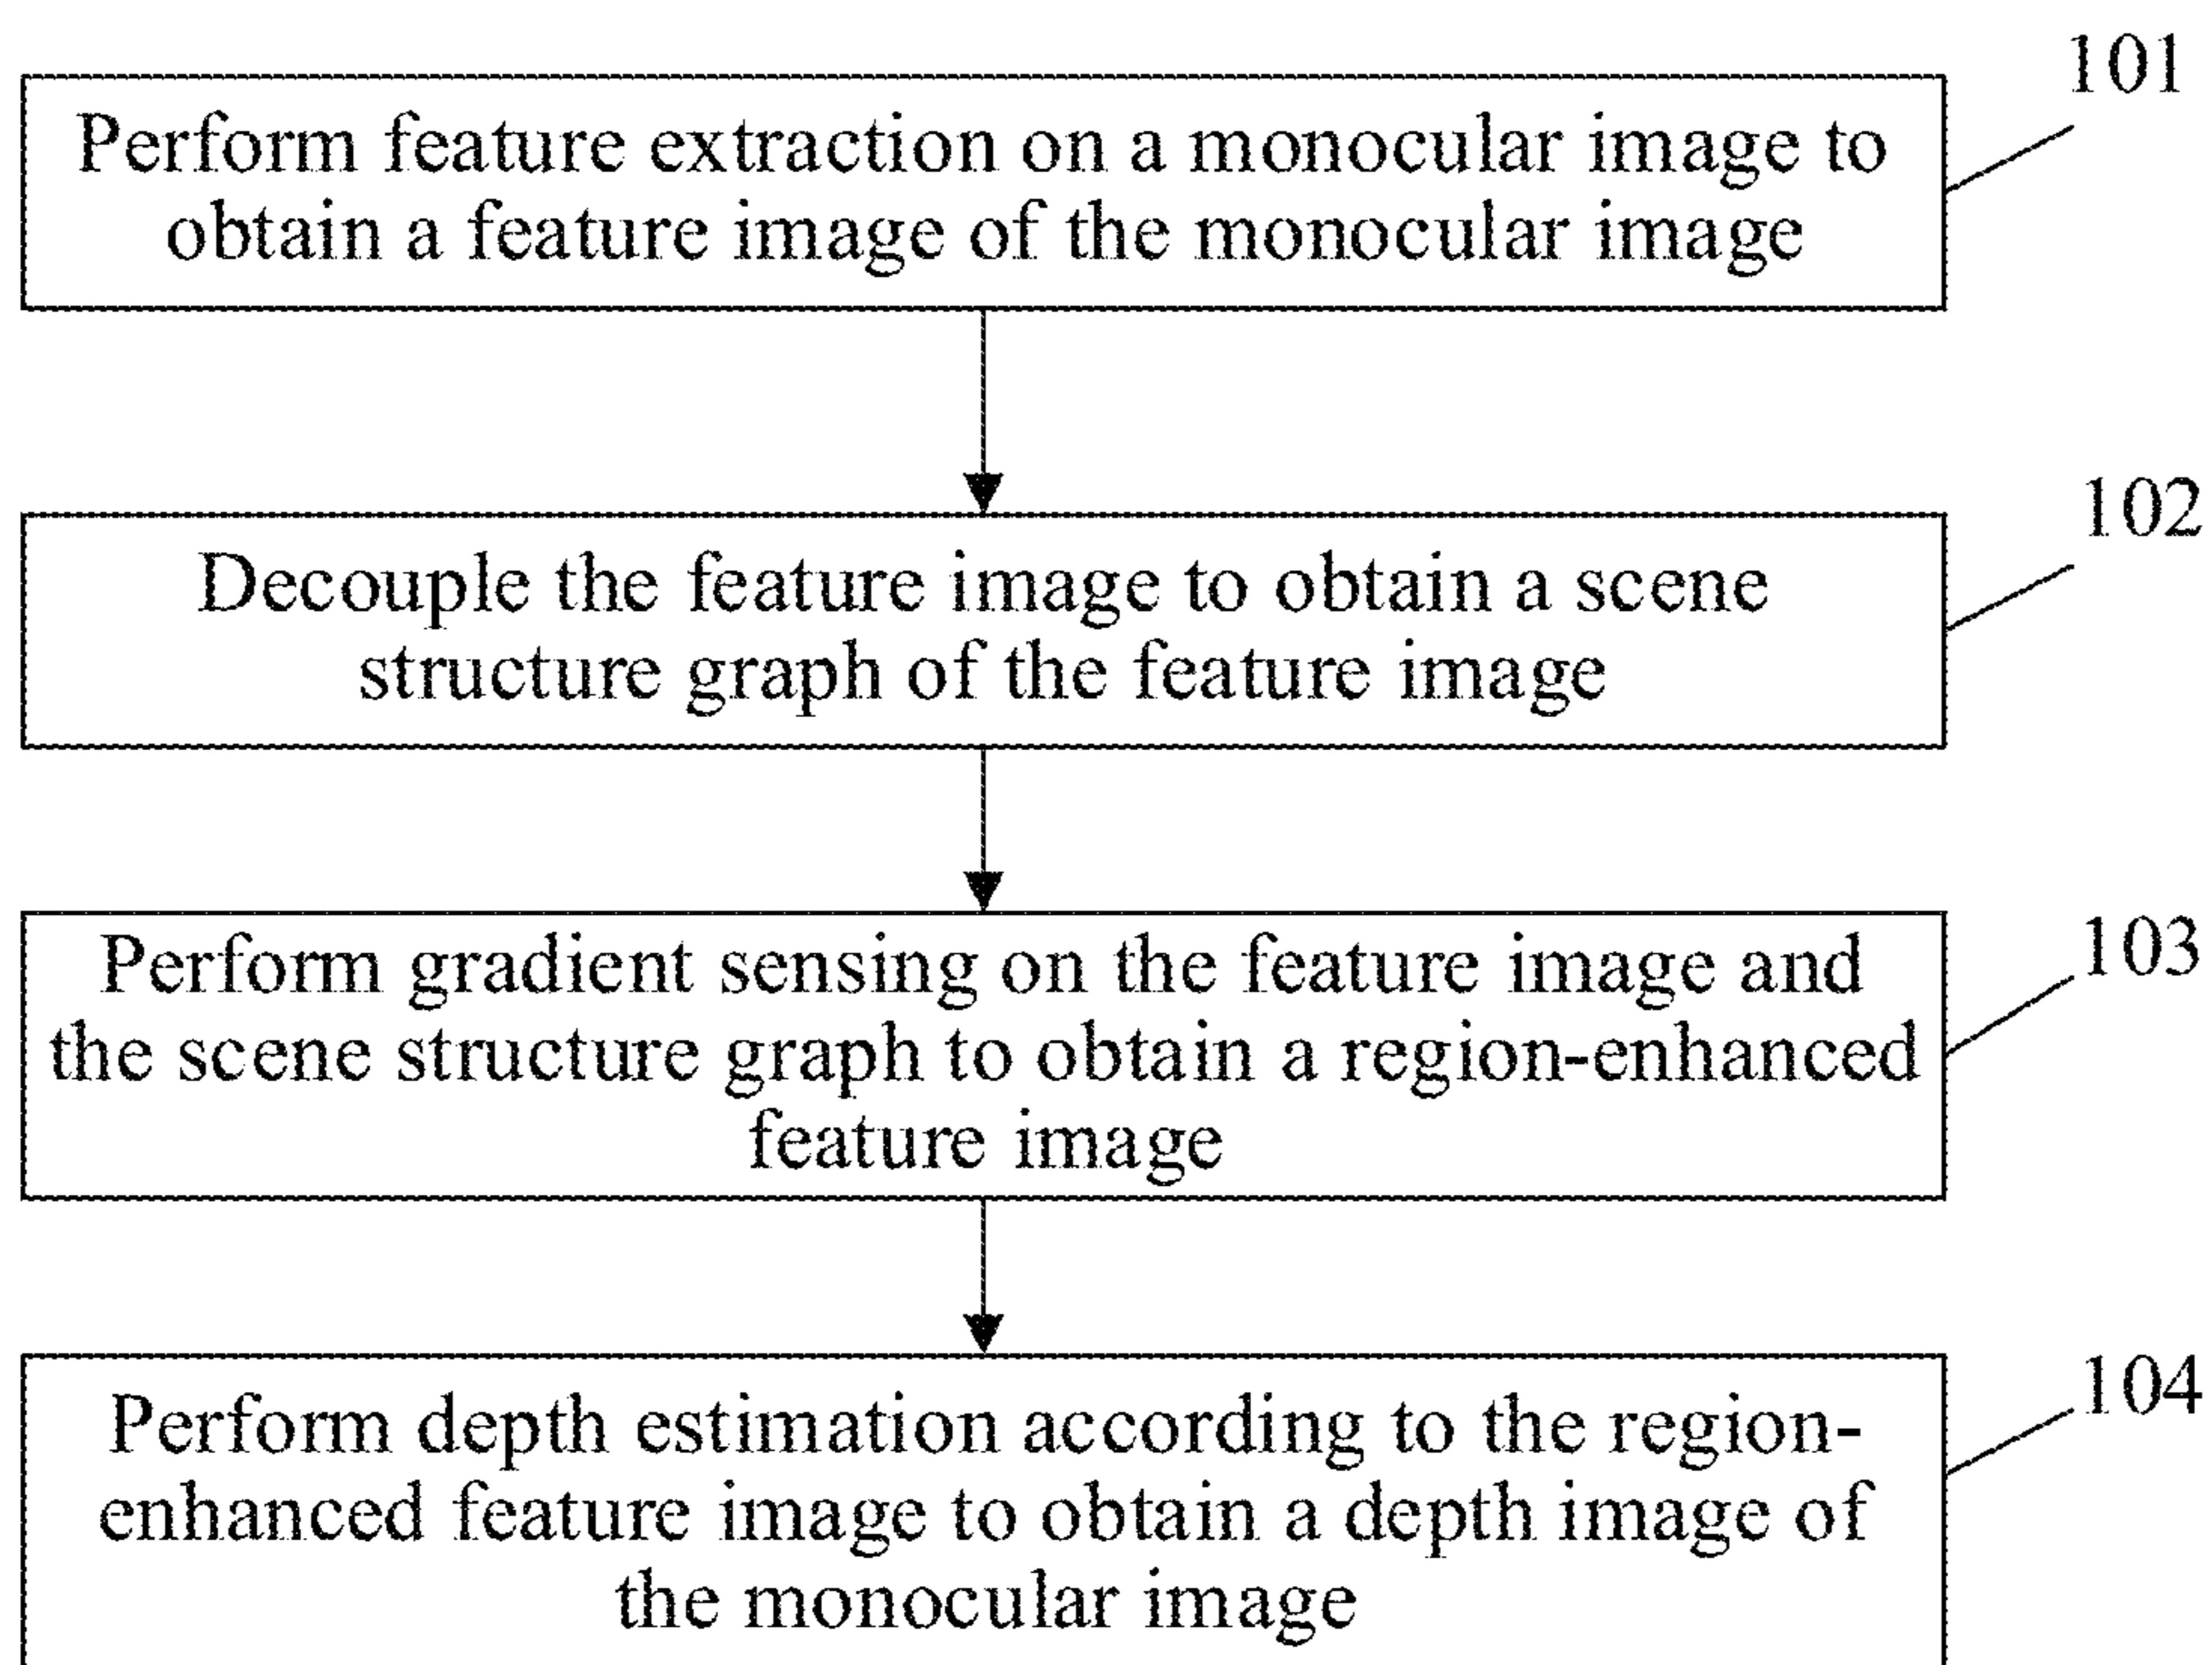 101
Perform feature extraction on a monocular image to
obtain a feature image of the monocular image
102
Decouple the feature image to obtain a scene
structure graph of the feature image
103
Perform gradient sensing on the feature image and
the scene structure graph to obtain a region-enhanced
feature image
104
Perform depth estimation according to the region-
enhanced feature image to obtain a depth image of
the monocular image